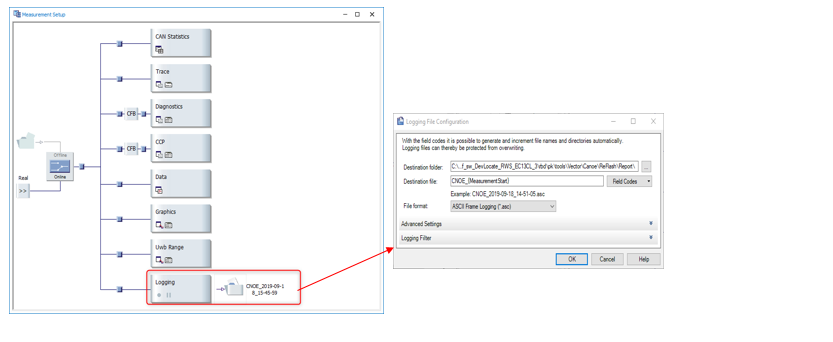 Measurement Setup
CAN Statistics
Trace
Diagnostics
CFB
CCP
CFB
Offline
Online
Real
>>
Data
Graphics
Uwb Range
Logging
CNOE_2019-09-1
8_15-45-59
Logging File Configuration
With the field codes it is possible to generate and increment file names and directories automatically.
Logging files can thereby be protected from overwriting.
Destination folder: C:\...f_sw_DevLocate_RWS_EC13CL_3\vbd\pk\tools\Vector\Canoe\ReFlash\Report\ ...
Destination file: CNOE_{MeasurementStart} Field Codes
Example: CNOE_2019-09-18_14-51-05.asc
File format: ASCII Frame Logging (*.asc)
Advanced Settings
Logging Filter
OK Cancel Help